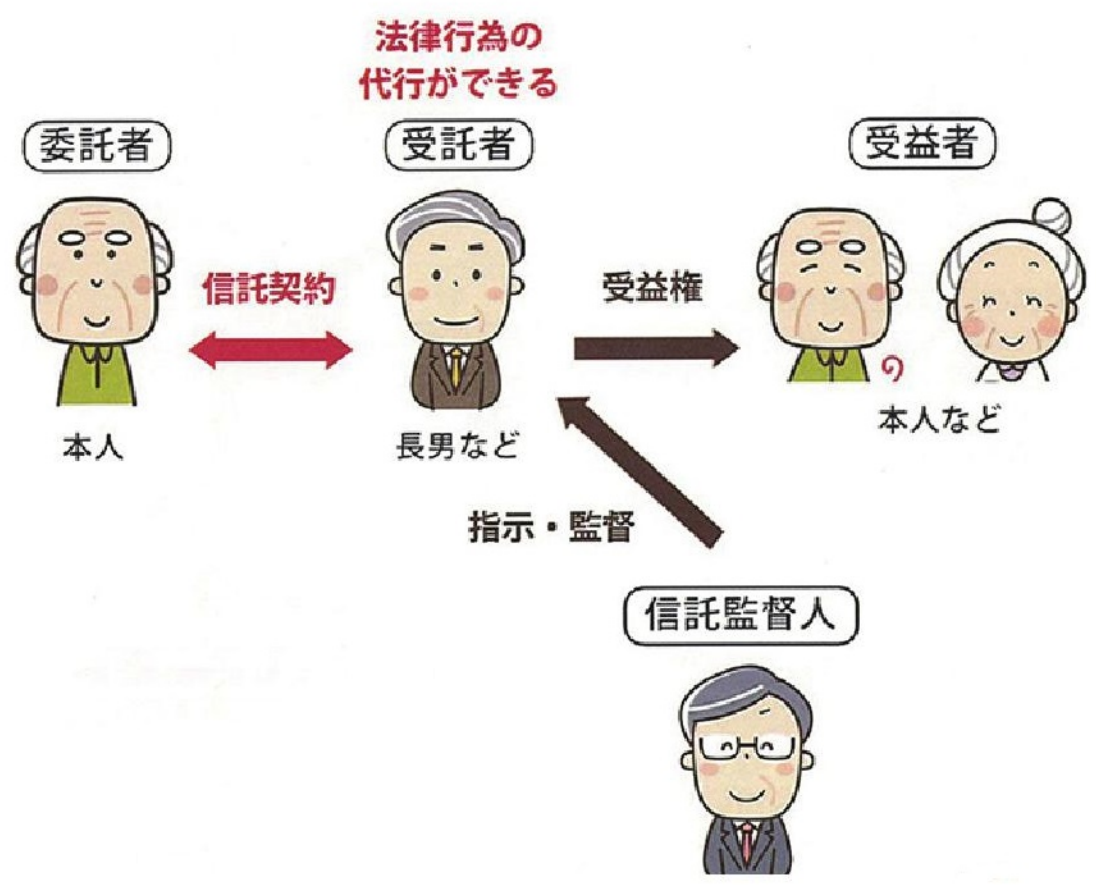 法律行為の
代行ができる
委託者
受託者
受益者
信託契約
受益権
の
本人
長男など
本人など
指示・監督
信託監督人